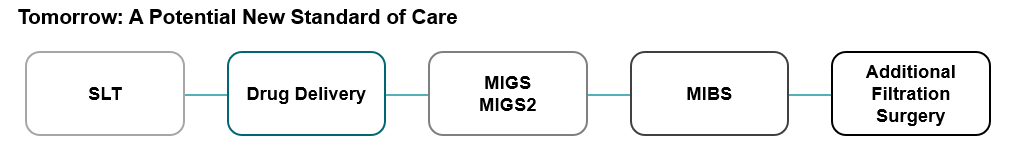 Tomorrow: A Potential New Standard of Care
SLT
Drug Delivery
MIGS
MIGS2
MIBS
Additional
Filtration
Surgery